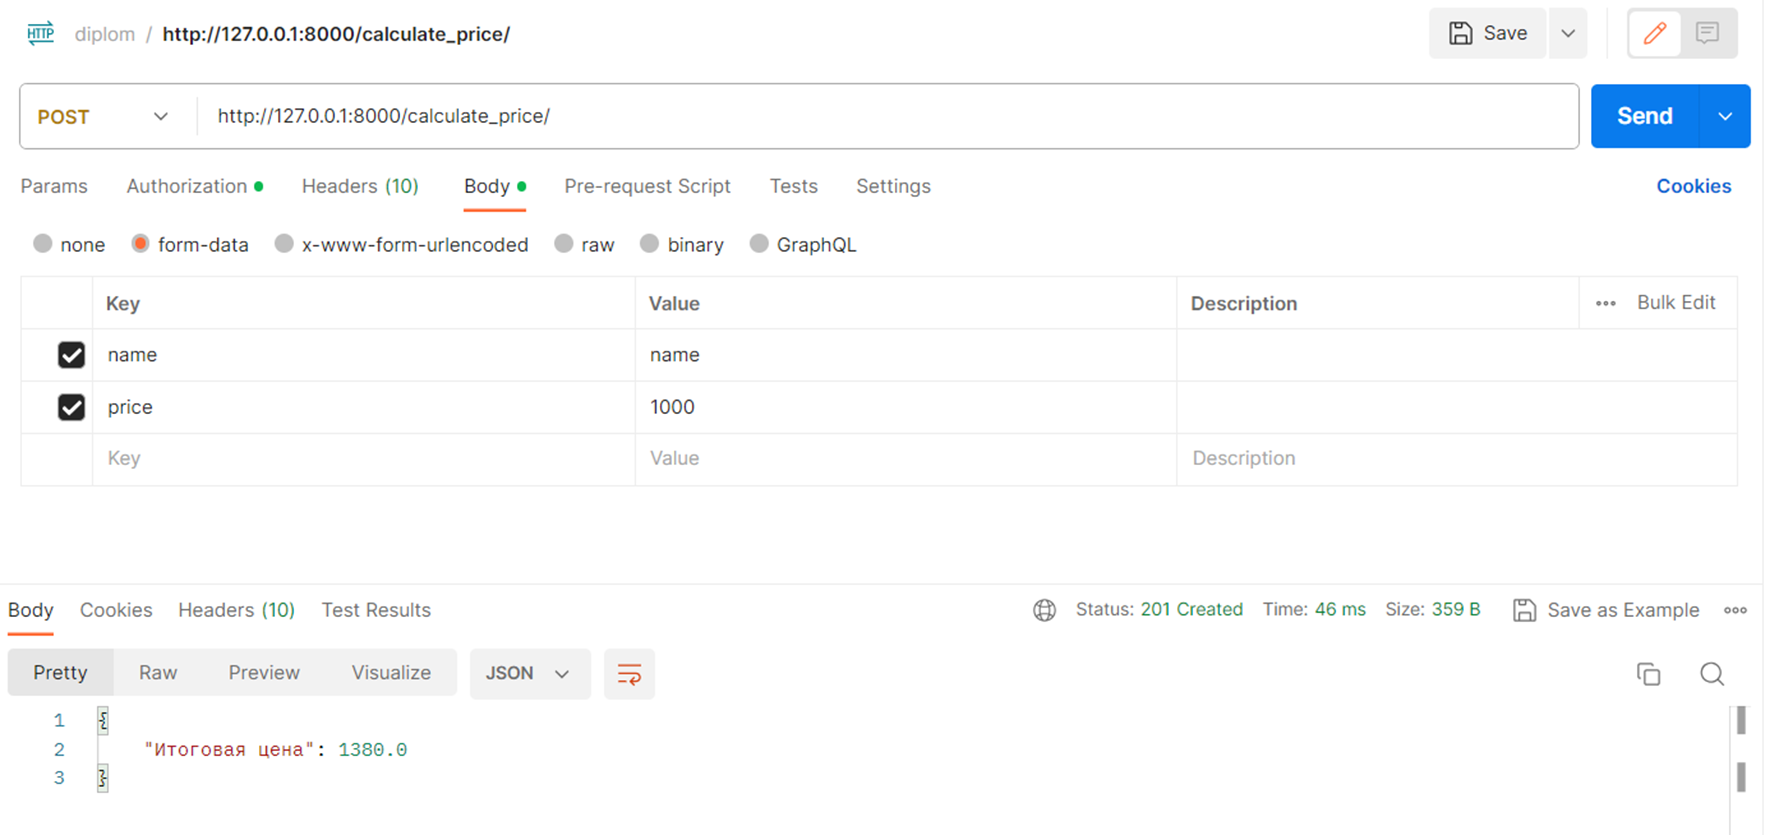 HTTP diplom / http://127.0.0.1:8000/calculate_price/ Save
POST http://127.0.0.1:8000/calculate_price/ Send
Params Authorization Headers (10) Body Pre-request Script Tests Settings Cookies
none form-data x-www-form-urlencoded raw binary GraphQL
Key Value Description Bulk Edit
name name
price 1000
Key Value Description
Body Cookies Headers (10) Test Results Status: 201 Created Time: 46 ms Size: 359 B Save as Example
Pretty Raw Preview Visualize JSON
1 {
2 "Итоговая цена": 1380.0
3 }